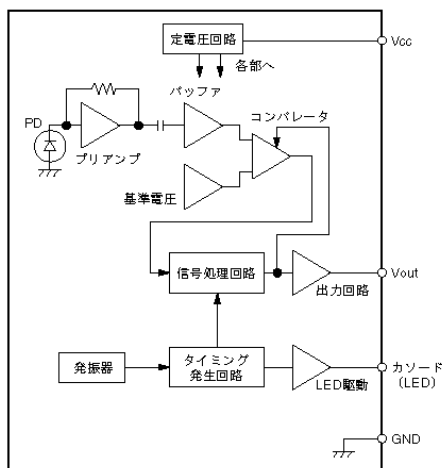 定電圧回路
Vcc
各部へ
バッファ
コンパレータ
PD
プリアンプ
基準電圧
信号処理回路
Vout
出力回路
発振器
タイミング
発生回路
LED駆動
カソード
(LED)
GND